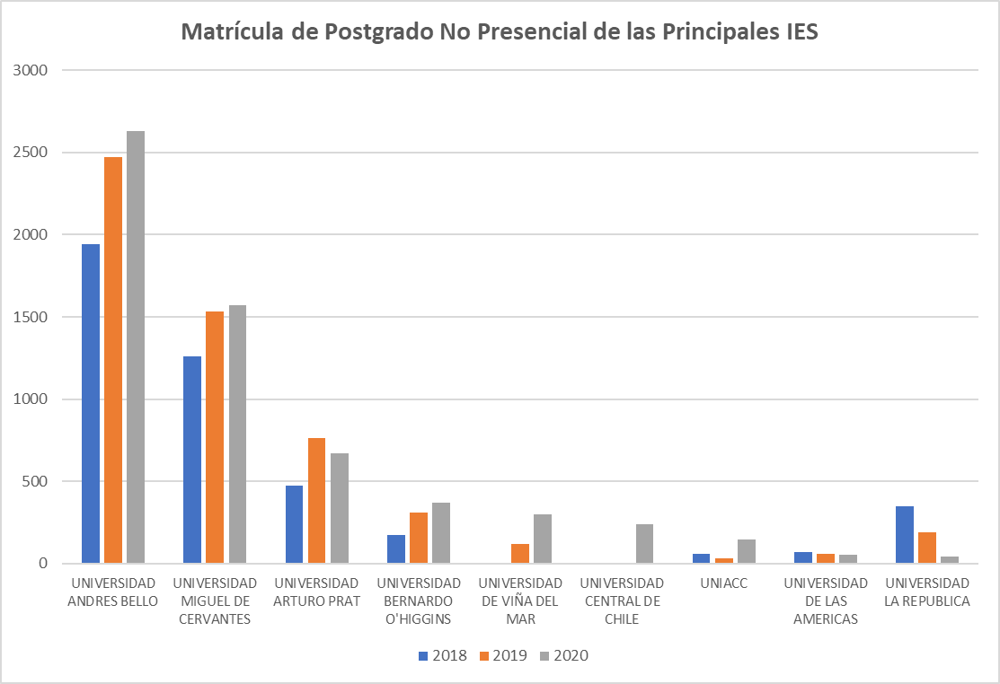 Matrícula de Postgrado No Presencial de las Principales IES
3000
2500
2000
1500
1000
500
0
UNIVERSIDAD
ANDRES BELLO
UNIVERSIDAD
MIGUEL DE
CERVANTES
UNIVERSIDAD
ARTURO PRAT
UNIVERSIDAD
BERNARDO
O'HIGGINS
UNIVERSIDAD
DE VIÑA DEL
MAR
UNIVERSIDAD
CENTRAL DE
CHILE
UNIACC
UNIVERSIDAD
DE LAS
AMERICAS
UNIVERSIDAD
LA REPUBLICA
2018 2019 2020